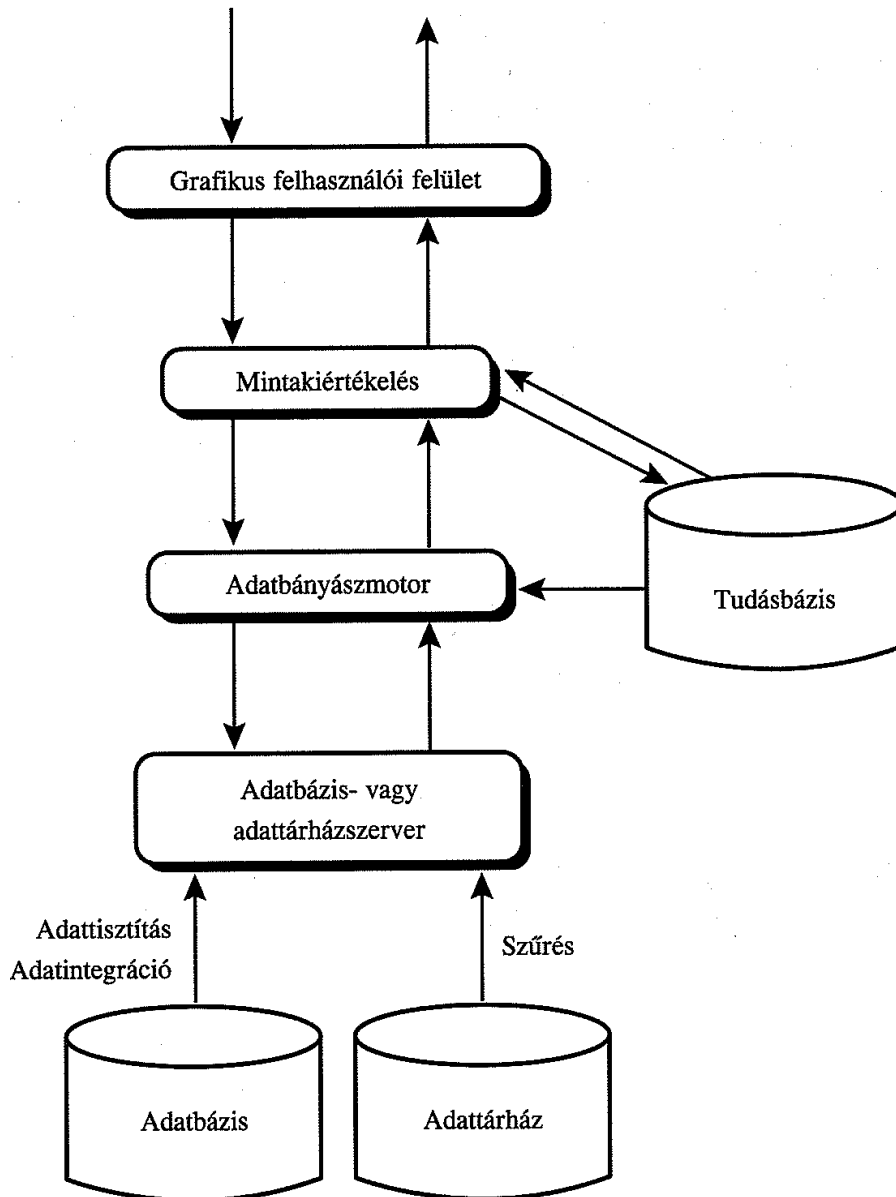 Grafikus felhasználói felület
Mintakiértékelés
Adatbányászmotor
Tudásbázis
Adatbázis- vagy
adattárházszerver
Adattisztítás
Adatintegráció
Szűrés
Adatbázis
Adattárház